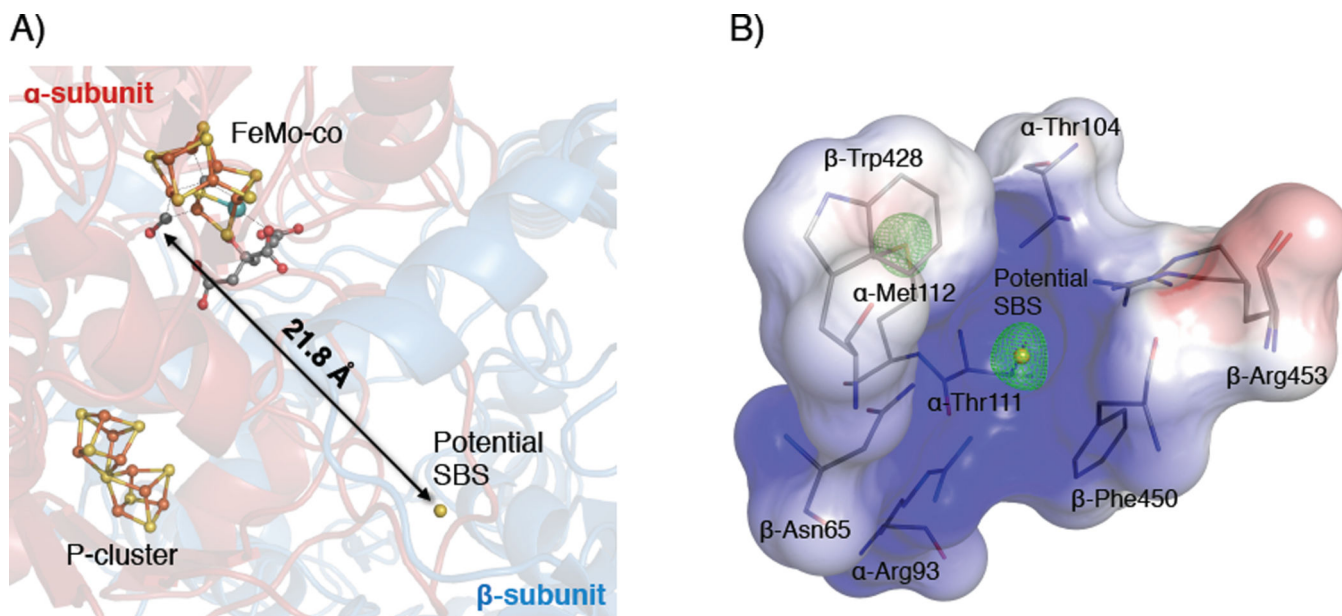 A)
α-subunit
FeMo-co
21.8 Å
Potential
SBS
P-cluster
β-subunit
B)
α-Thr104
β-Trp428
α-Met112
Potential
SBS
α-Thr111
β-Arg453
β-Phe450
β-Asn65
α-Arg93